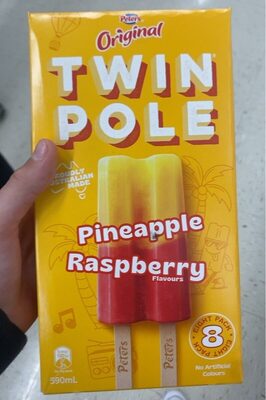 Peters
Original
TWIN
POLE
PROUDLY
AUSTRALIAN
MADE
Pineapple
Raspberry
Flavours
EIGHT PACK
8
EIGHT PACK
No Artificial
Colours
Peters
Peters
590mL